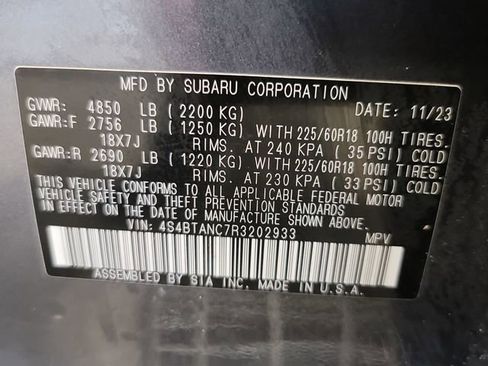 MFD BY SUBARU CORPORATION
GVWR: 4850 LB (2200 KG) DATE: 11/23
GAWR:F 2756 LB (1250 KG) WITH 225/60R18 100H TIRES,
18X7J RIMS, AT 240 KPA (35 PSI) COLD
GAWR:R 2690 LB (1220 KG) WITH 225/60R18 100H TIRES,
18X7J RIMS, AT 230 KPA (33 PSI) COLD
THIS VEHICLE CONFORMS TO ALL APPLICABLE FEDERAL MOTOR
VEHICLE SAFETY AND THEFT PREVENTION STANDARDS
IN EFFECT ON THE DATE OF MANUFACTURE SHOWN ABOVE.
VIN: 4S4BTANC7R3202933 MPV
ASSEMBLED BY SIA INC. MADE IN U.S.A.